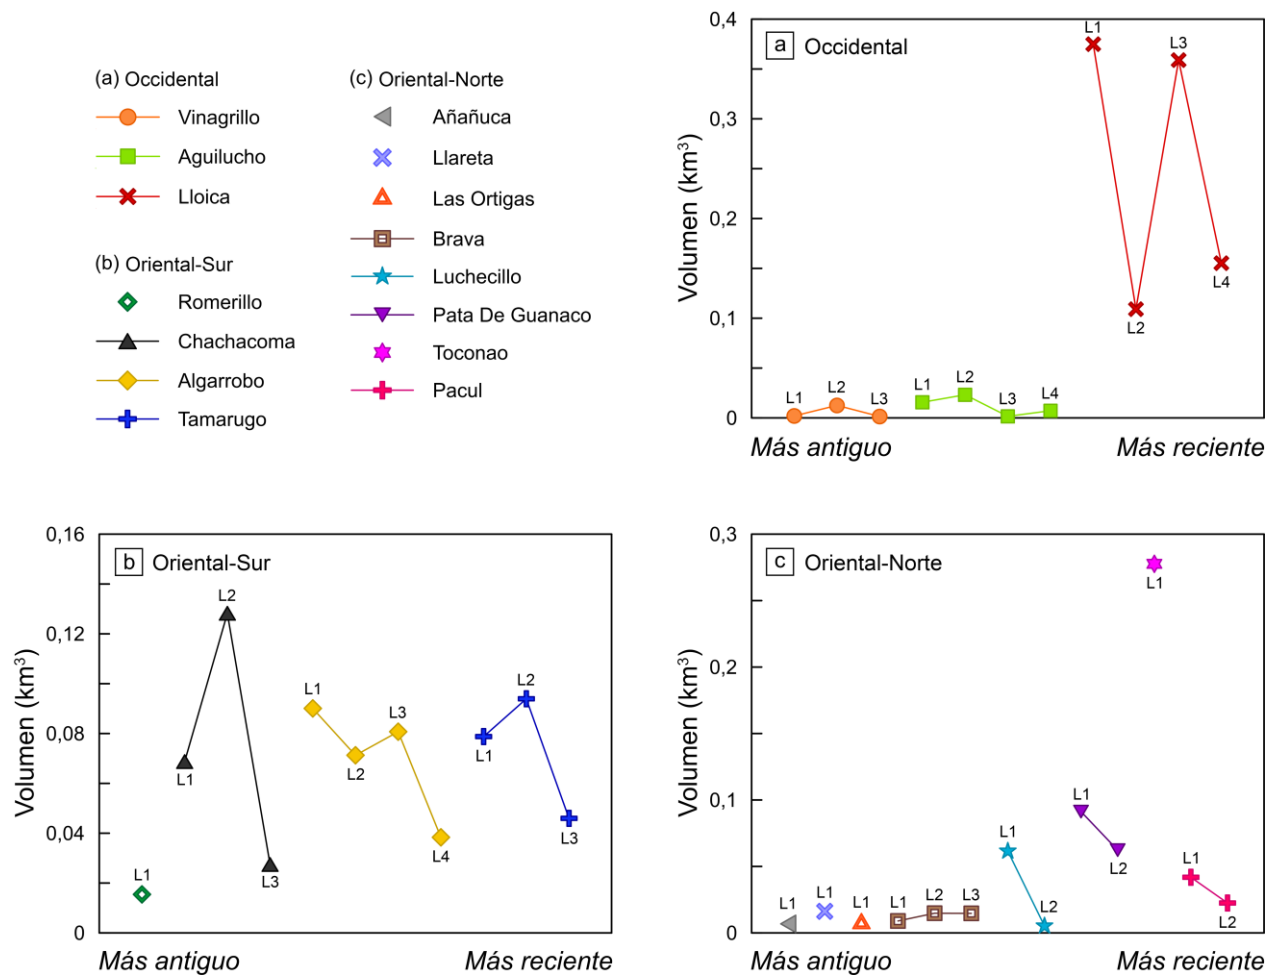 (a) Occidental
Vinagrillo
Aguilucho
Lloica
(b) Oriental-Sur
Romerillo
Chachacoma
Algarrobo
Tamarugo
(c) Oriental-Norte
Añañuca
Llareta
Las Ortigas
Brava
Luchecillo
Pata De Guanaco
Toconao
Pacul
a Occidental
Volumen (km³)
0,4
0,3
0,2
0,1
0
L1 L2 L3 L1 L2 L3 L4 L1 L2 L3 L4
Más antiguo Más reciente
b Oriental-Sur
Volumen (km³)
0,16
0,12
0,08
0,04
0
L1 L1 L2 L3 L1 L2 L3 L4 L1 L2 L3
Más antiguo Más reciente
c Oriental-Norte
Volumen (km³)
0,3
0,2
0,1
0
L1 L1 L1 L1 L2 L3 L1 L2 L1 L2 L1 L1 L2
Más antiguo Más reciente